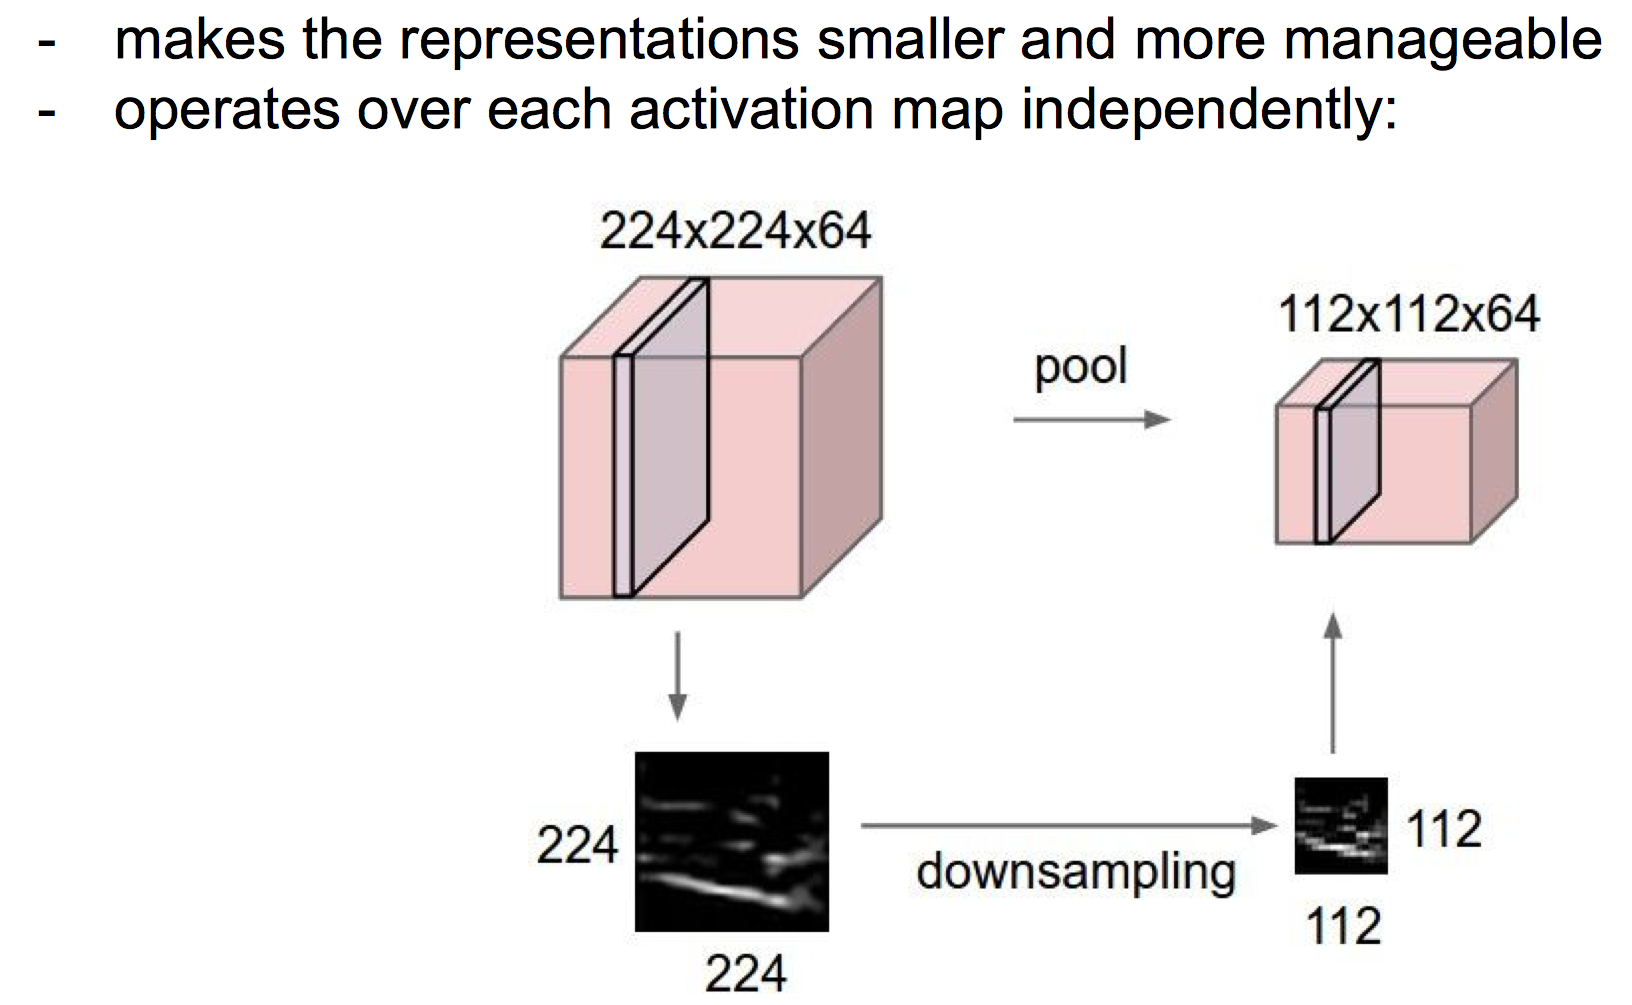 - makes the representations smaller and more manageable
- operates over each activation map independently:
224x224x64
112x112x64
pool
224
downsampling
112
112
224